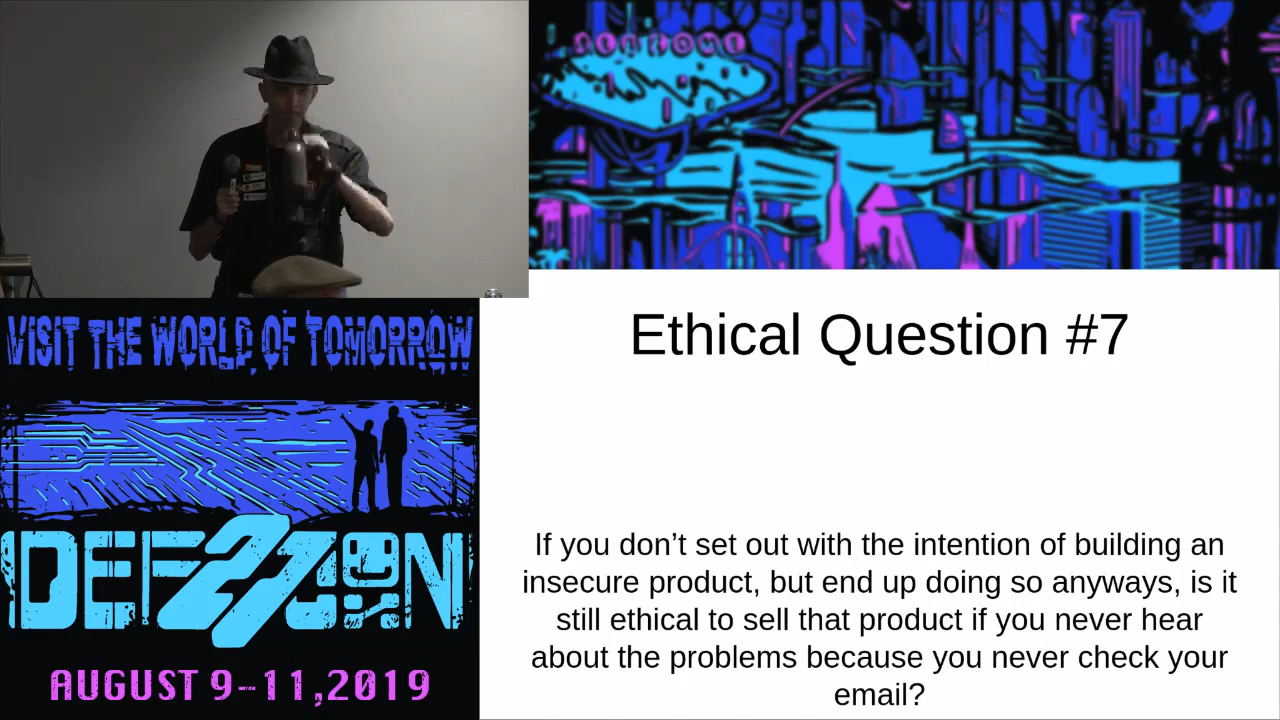 WELCOME
Ethical Question #7
If you don't set out with the intention of building an
insecure product, but end up doing so anyways, is it
still ethical to sell that product if you never hear
about the problems because you never check your
email?
VISIT THE WORLD OF TOMORROW
DEF 27 CON
AUGUST 9-11,2019